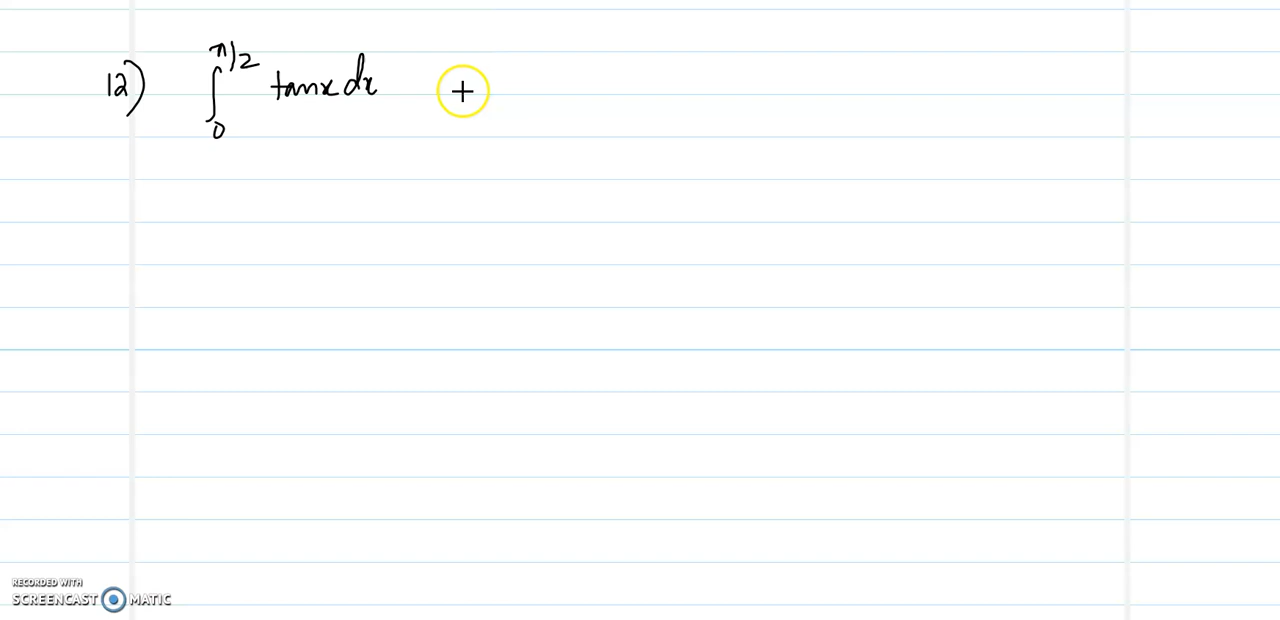 12) ∫₀^π/2 tanx dx
RECORDED WITH
SCREENCAST MATIC